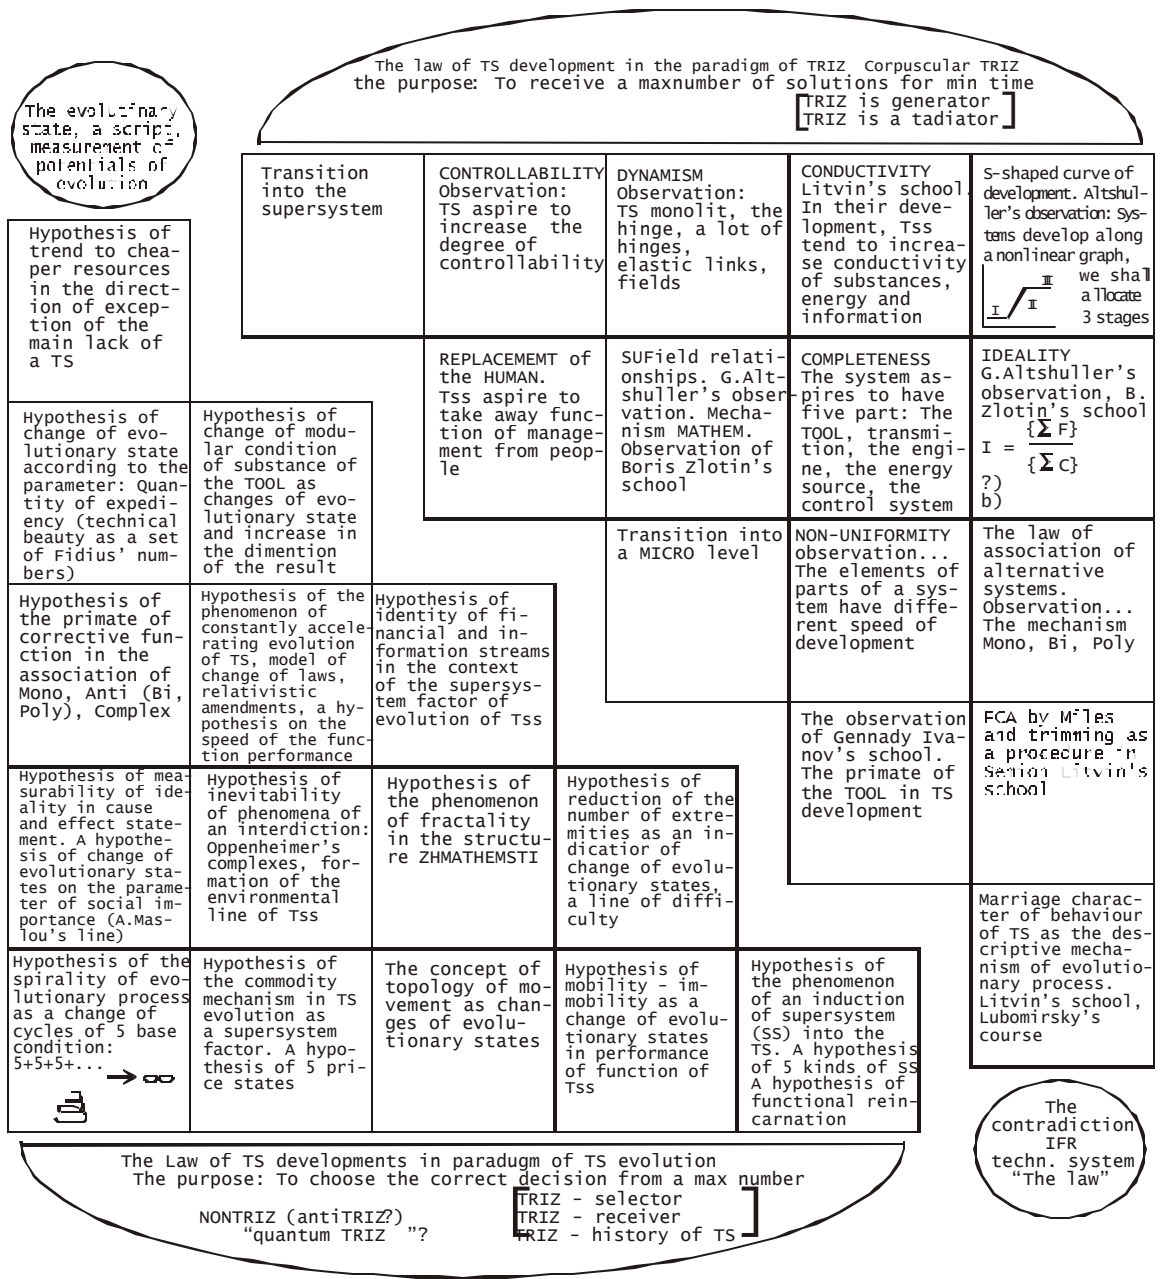 The law of TS development in the paradigm of TRIZ Corpuscular TRIZ
the purpose: To receive a maxnumber of solutions for min time
TRIZ is generator
TRIZ is a tadiator
The evolutinary
state, a script,
measurement of
potentials of
evolution
Transition
into the
supersystem
CONTROLLABILITY
Observation:
TS aspire to
increase the
degree of
controllability
DYNAMISM
Observation:
TS monolit, the
hinge, a lot of
hinges,
elastic links,
fields
CONDUCTIVITY
Litvin's school.
In their deve-
lopment, Tss
tend to increa-
se conductivity
of substances,
energy and
information
S-shaped curve of
development. Altshul-
ler's observation: Sys-
tems develop along
a nonlinear graph,
we shall
allocate
3 stages
I
II
III
Hypothesis of
trend to chea-
per resources
in the direct-
ion of excep-
tion of the
main lack of
a TS
REPLACEMEMT of
the HUMAN.
Tss aspire to
take away func-
tion of manage-
ment from peop-
le
SUField relati-
onships. G.Alt-
shuller's obser-
vation. Mecha-
nism MATHEM.
Observation of
Boris Zlotin's
school
COMPLETENESS
The system as-
pires to have
five part: The
TOOL, transmi-
tion, the engi-
ne, the energy
source, the
control system
IDEALITY
G.Altshuller's
observation, B.
Zlotin's school
I = {∑ F}
{∑ C}
?)
b)
Hypothesis of
change of evo-
lutionary state
according to the
parameter: Quan-
tity of expedi-
ency (technical
beauty as a set
of Fidius' num-
bers)
Hypothesis of
change of modu-
lar condition
of substance of
the TOOL as
changes of evo-
lutionary state
and increase in
the dimention
of the result
Transition into
a MICRO level
NON-UNIFORMITY
observation...
The elements of
parts of a sys-
tem have diffe-
rent speed of
development
The law of
association of
alternative
systems.
Observation...
The mechanism
Mono, Bi, Poly
Hypothesis of
the primate of
corrective fun-
ction in the
association of
Mono, Anti (Bi,
Poly), Complex
Hypothesis of the
phenomenon of
constantly accele-
rating evolution
of TS, model of
change of laws,
relativistic
amendments, a hy-
pothesis on the
speed of the func-
tion performance
Hypothesis of
identity of fi-
nancial and in-
formation streams
in the context
of the supersys-
tem factor of
evolution of Tss
The observation
of Gennady Iva-
nov's school.
The primate of
the TOOL in TS
development
FCA by Miles
and trimming as
a procedure in
Semion Litvin's
school
Hypothesis of mea-
surability of ide-
ality in cause
and effect state-
ment. A hypothe-
sis of change of
evolutionary sta-
tes on the parame-
ter of social im-
portance (A.Mas-
lou's line)
Hypothesis of
inevitability
of phenomena of
an interdiction:
Oppenheimer's
complexes, for-
mation of the
environmental
line of Tss
Hypothesis of
the phenomenon
of fractality
in the structu-
re ZHMATHEMSTI
Hypothesis of
reduction of the
number of extre-
mities as an in-
dicatior of
change of evolu-
tionary states,
a line of diffi-
culty
Marriage charac-
ter of behaviour
of TS as the des-
criptive mecha-
nism of evolutio-
nary process.
Litvin's school,
Lubomirsky's
course
Hypothesis of the
spirality of evo-
lutionary process
as a change of
cycles of 5 base
condition:
5+5+5+...
Hypothesis of
the commodity
mechanism in TS
evolution as
a supersystem
factor. A hypo-
thesis of 5 pri-
ce states
The concept of
topology of mo-
vement as chan-
ges of evolu-
tionary states
Hypothesis of
mobility - im-
mobility as a
change of evolu-
tionary states
in performance
of function of
Tss
Hypothesis of
the phenomenon
of an induction
of supersystem
(SS) into the
TS. A hypothesis
of 5 kinds of SS
A hypothesis of
functional rein-
carnation
The
contradiction
IFR
techn. system
“The law”
The Law of TS developments in paradugm of TS evolution
The purpose: To choose the correct decision from a max number
TRIZ - selector
TRIZ - receiver
TRIZ - history of TS
NONTRIZ (antiTRIZ?)
“quantum TRIZ ”?